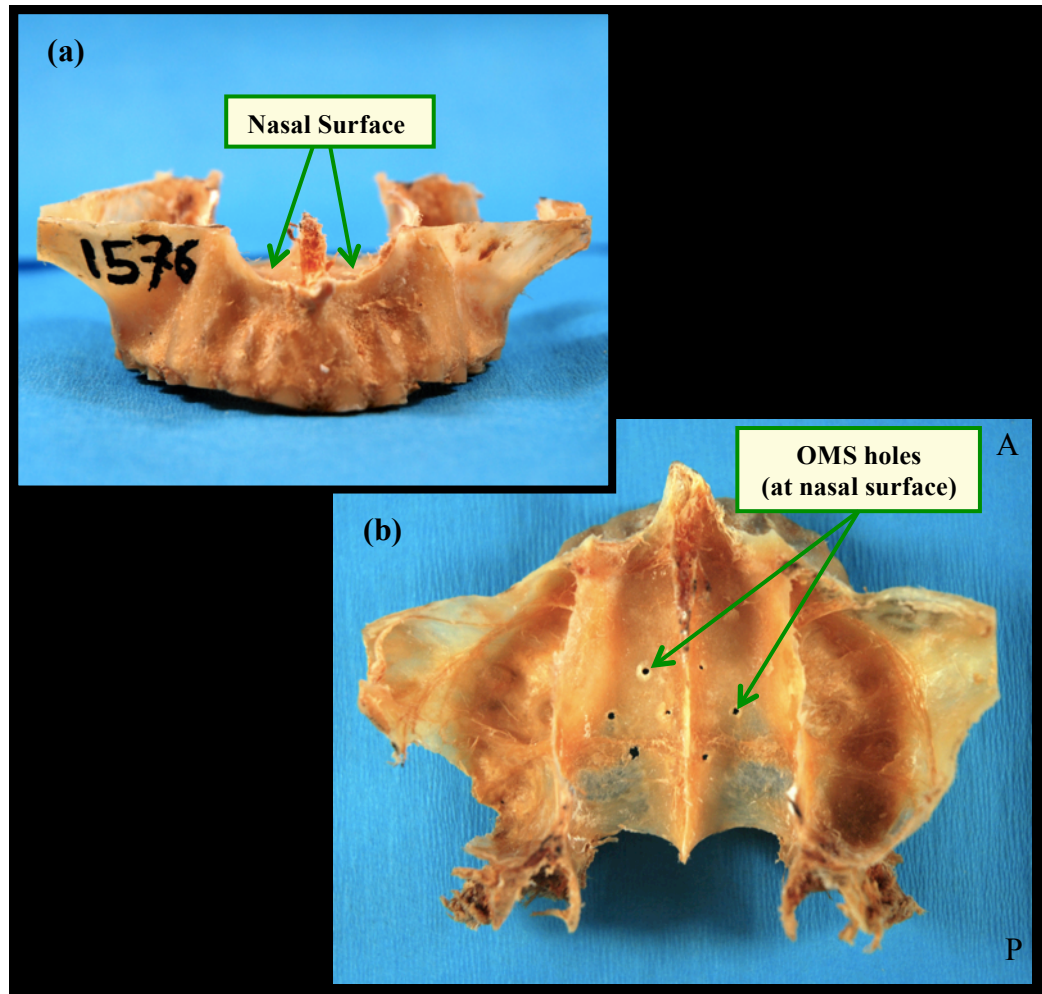 (a)
Nasal Surface
1576
A
OMS holes
(at nasal surface)
(b)
P